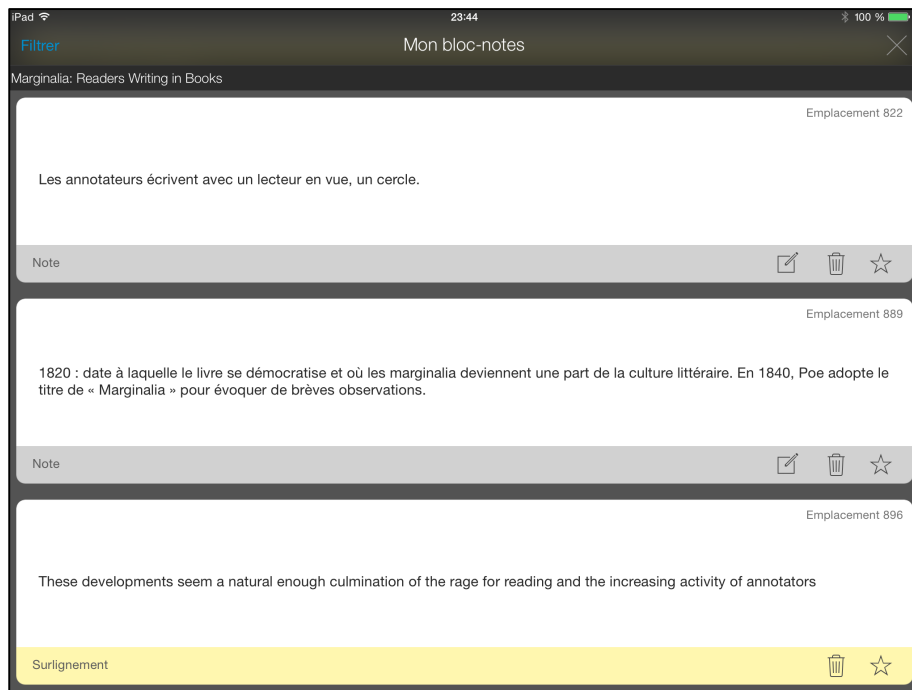 iPad 23:44 100 %
Filtrer Mon bloc-notes
Marginalia: Readers Writing in Books
Emplacement 822
Les annotateurs écrivent avec un lecteur en vue, un cercle.
Note
Emplacement 889
1820 : date à laquelle le livre se démocratise et où les marginalia deviennent une part de la culture littéraire. En 1840, Poe adopte le
titre de « Marginalia » pour évoquer de brèves observations.
Note
Emplacement 896
These developments seem a natural enough culmination of the rage for reading and the increasing activity of annotators
Surlignement